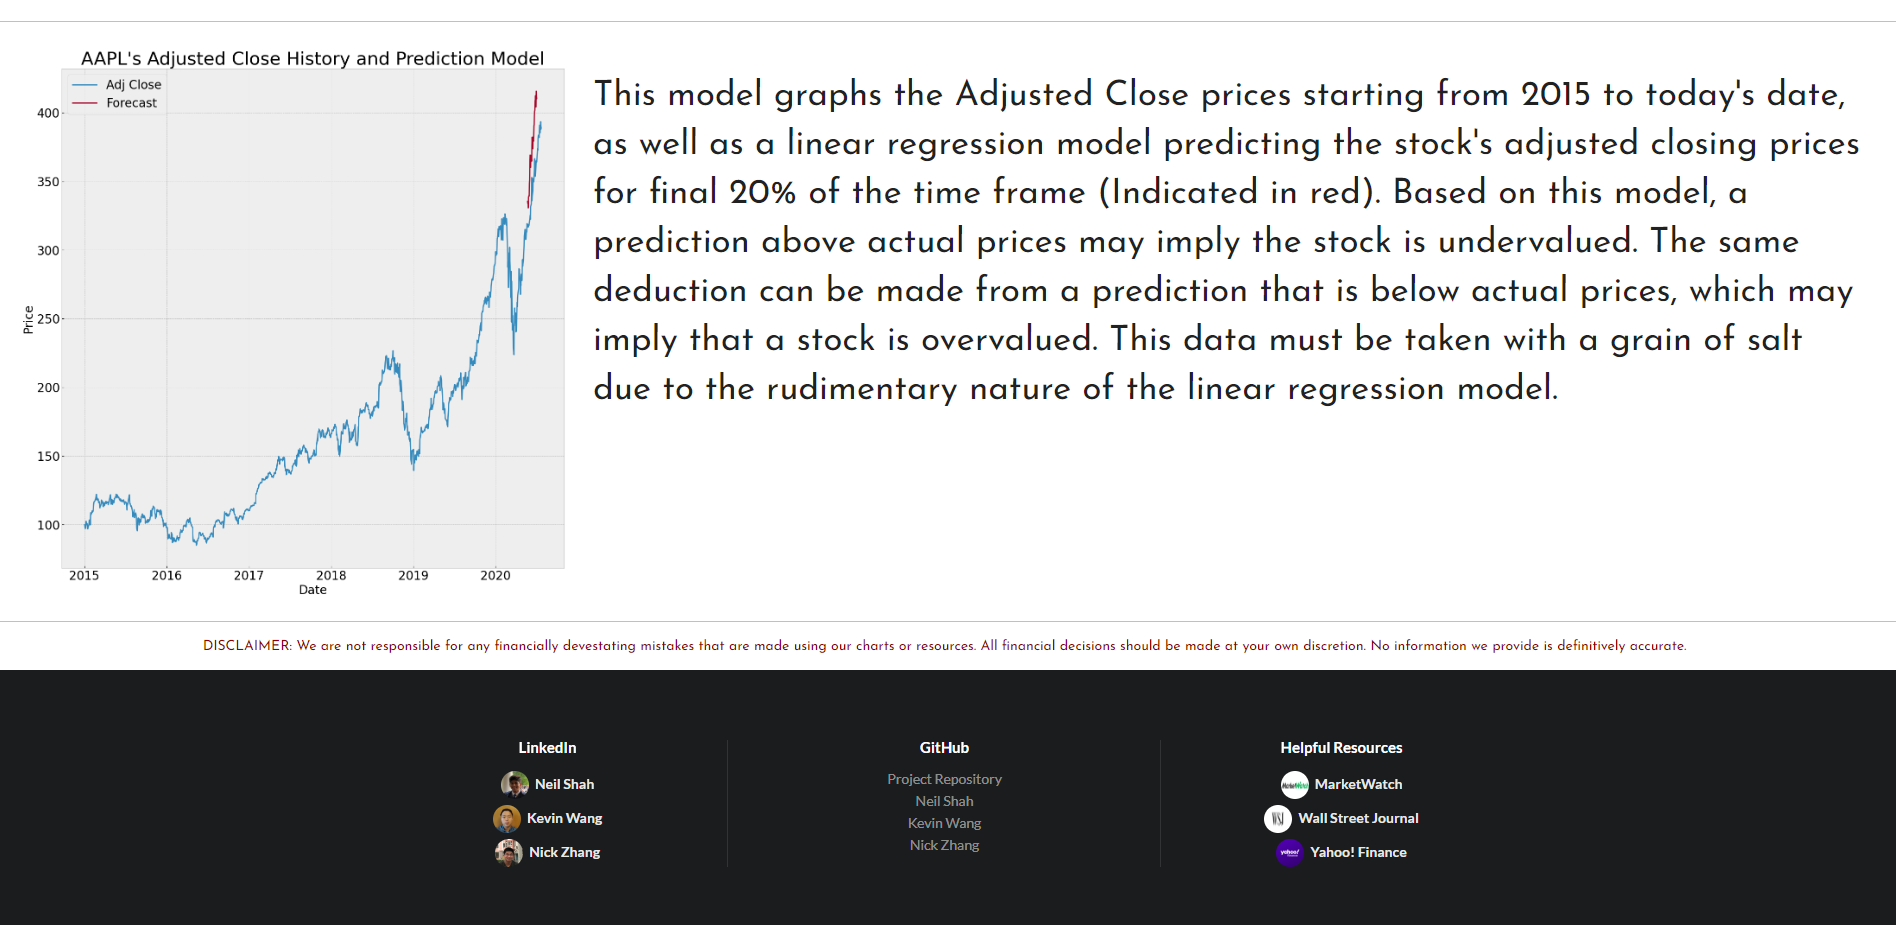 AAPL's Adjusted Close History and Prediction Model
Adj Close
Forecast
400
350
300
250
200
150
100
Price
2015 2016 2017 2018 2019 2020
Date
This model graphs the Adjusted Close prices starting from 2015 to today's date,
as well as a linear regression model predicting the stock's adjusted closing prices
for final 20% of the time frame (Indicated in red). Based on this model, a
prediction above actual prices may imply the stock is undervalued. The same
deduction can be made from a prediction that is below actual prices, which may
imply that a stock is overvalued. This data must be taken with a grain of salt
due to the rudimentary nature of the linear regression model.
DISCLAIMER: We are not responsible for any financially devestating mistakes that are made using our charts or resources. All financial decisions should be made at your own discretion. No information we provide is definitively accurate.
LinkedIn
Neil Shah
Kevin Wang
Nick Zhang
GitHub
Project Repository
Neil Shah
Kevin Wang
Nick Zhang
Helpful Resources
MarketWatch
MarketWatch
WSJ
Wall Street Journal
yahoo!
Yahoo! Finance